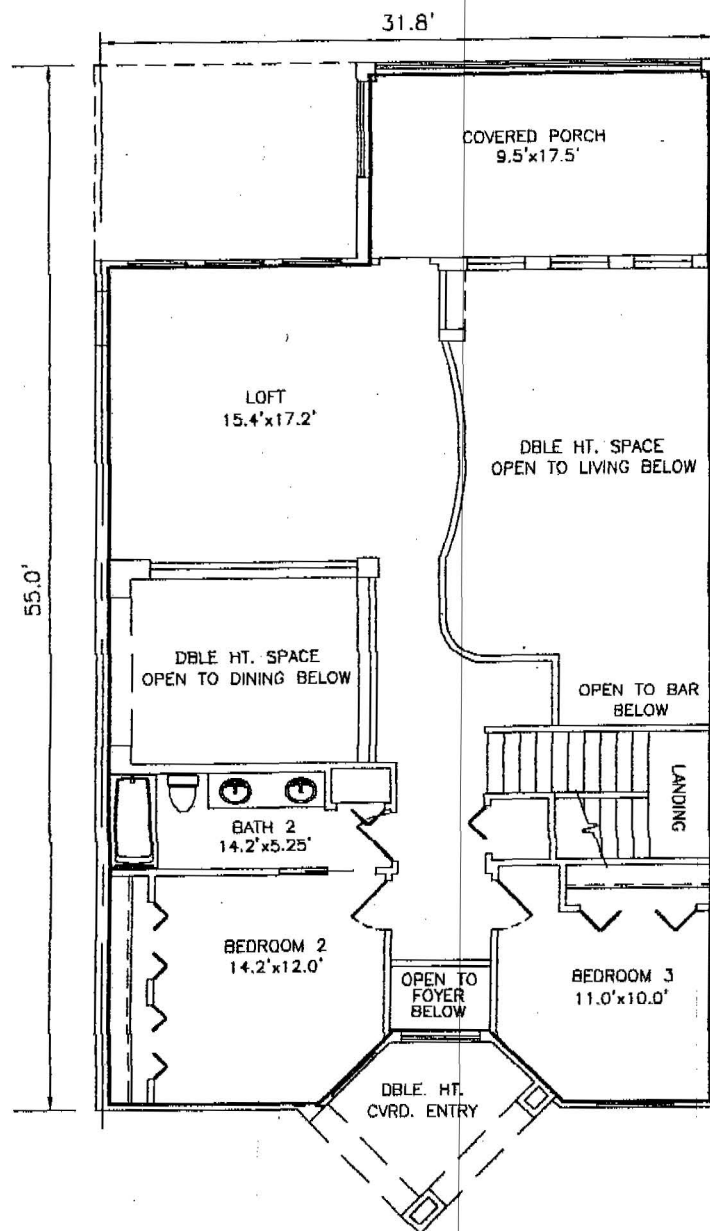 31.8'
COVERED PORCH
9.5'x17.5'
LOFT
15.4'x17.2'
DBLE HT. SPACE
OPEN TO LIVING BELOW
55.0'
DBLE HT. SPACE
OPEN TO DINING BELOW
OPEN TO BAR
BELOW
LANDING
BATH 2
14.2'x5.25'
BEDROOM 2
14.2'x12.0'
OPEN TO
FOYER
BELOW
BEDROOM 3
11.0'x10.0'
DBLE. HT.
CVRD. ENTRY